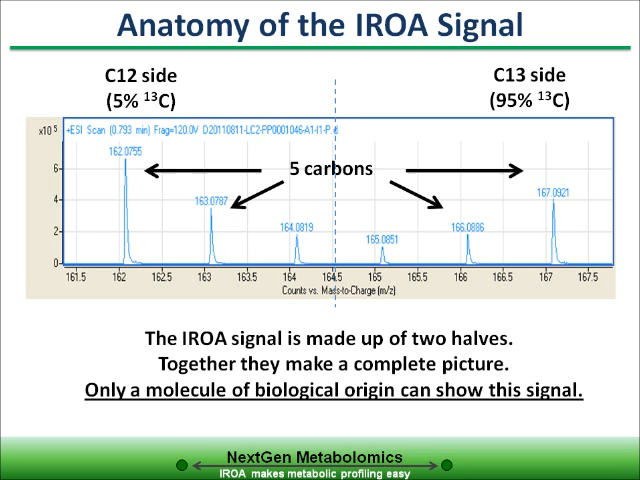 Anatomy of the IROA Signal
C12 side
(5% ¹³C)
C13 side
(95% ¹³C)
x10 5
+ESI Scan (0.793 min) Frag=120.0V D20110811-LC2-PP0001046-A1-I1-P.d
162.0755
5 carbons
167.0921
163.0787
164.0819
165.0851
166.0886
6
4
2
0
161.5 162 162.5 163 163.5 164 164.5 165 165.5 166 166.5 167 167.5
Counts vs. Mass-to-Charge (m/z)
The IROA signal is made up of two halves.
Together they make a complete picture.
Only a molecule of biological origin can show this signal.
NextGen Metabolomics
IROA makes metabolic profiling easy